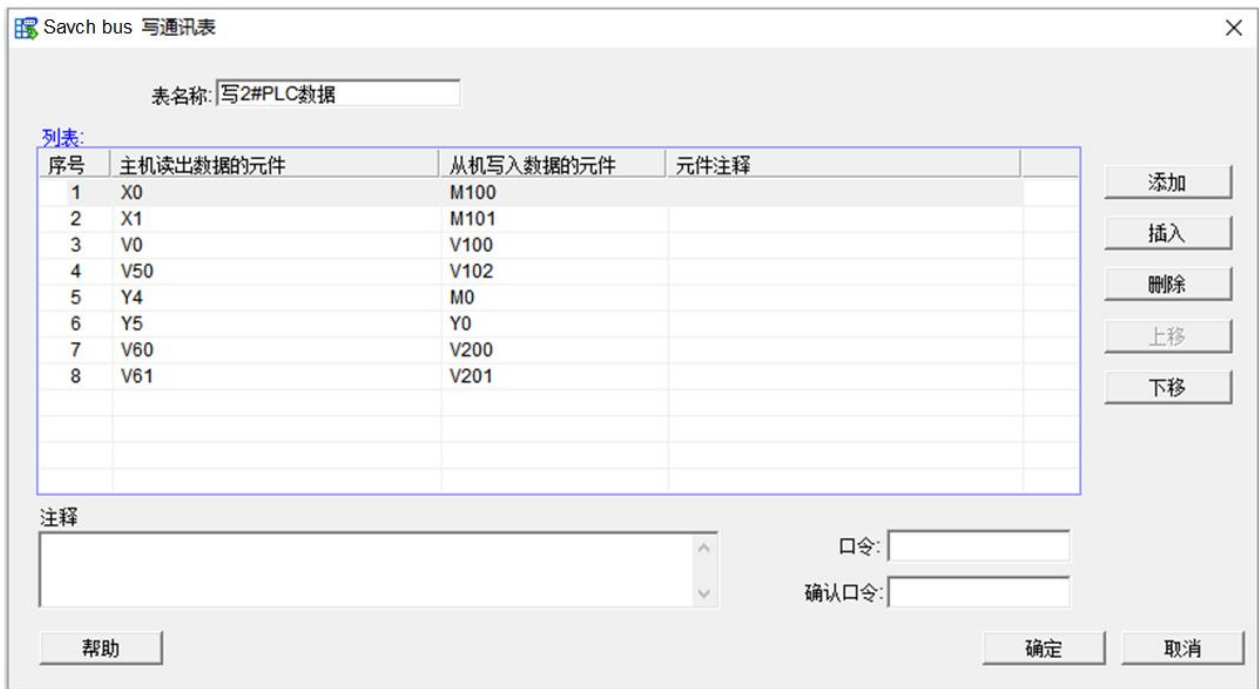 Savch bus 写通讯表
表名称: 写2#PLC数据
列表:
序号 主机读出数据的元件 从机写入数据的元件 元件注释
1 X0 M100
2 X1 M101
3 V0 V100
4 V50 V102
5 Y4 M0
6 Y5 Y0
7 V60 V200
8 V61 V201
添加
插入
删除
上移
下移
注释
口令:
确认口令:
帮助 确定 取消